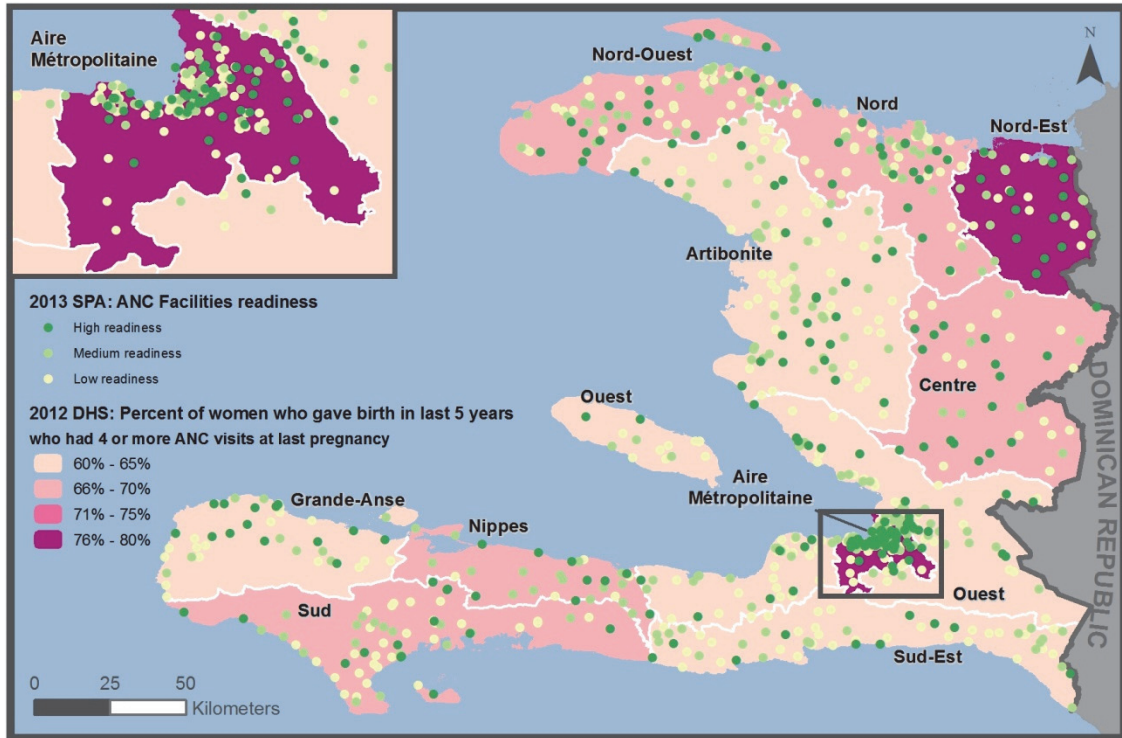 Aire
Métropolitaine
Nord-Ouest
N
Nord
Nord-Est
Artibonite
2013 SPA: ANC Facilities readiness
High readiness
Medium readiness
Low readiness
Centre
DOMINICAN REPUBLIC
Ouest
2012 DHS: Percent of women who gave birth in last 5 years
who had 4 or more ANC visits at last pregnancy
60% - 65%
66% - 70%
71% - 75%
76% - 80%
Aire
Métropolitaine
Grande-Anse
Nippes
Ouest
Sud
Sud-Est
0 25 50
Kilometers